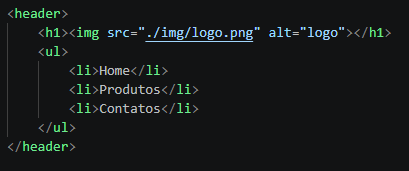 <header>
<h1><img src="./img/logo.png" alt="logo"></h1>
<ul>
<li>Home</li>
<li>Produtos</li>
<li>Contatos</li>
</ul>
</header>